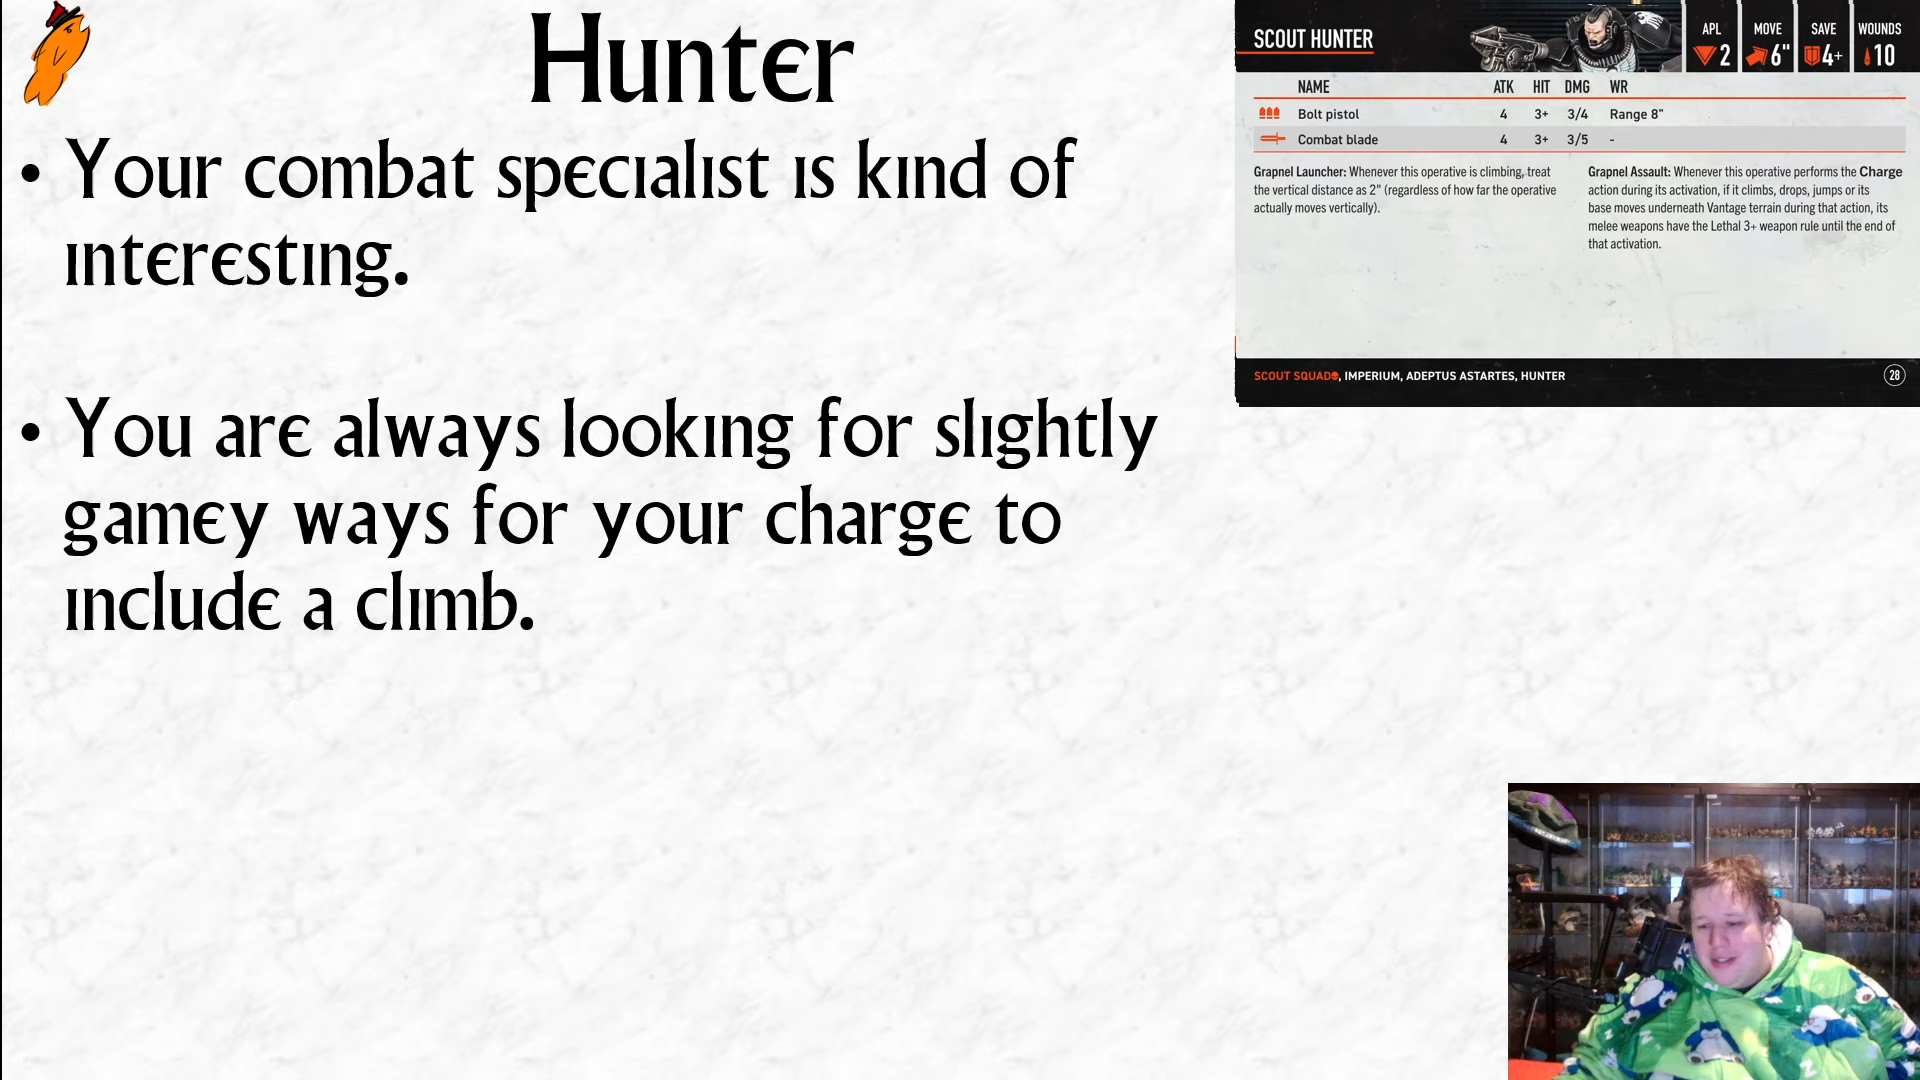 Hunter
• Your combat specialist is kind of
interesting.
• You are always looking for slightly
gamey ways for your charge to
include a climb.
SCOUT HUNTER
APL MOVE SAVE WOUNDS
2 6" 4+ 10
NAME ATK HIT DMG WR
Bolt pistol 4 3+ 3/4 Range 8"
Combat blade 4 3+ 3/5 -
Grapnel Launcher: Whenever this operative is climbing, treat
the vertical distance as 2" (regardless of how far the operative
actually moves vertically).
Grapnel Assault: Whenever this operative performs the Charge
action during its activation, if it climbs, drops, jumps or its
base moves underneath Vantage terrain during that action, its
melee weapons have the Lethal 3+ weapon rule until the end of
that activation.
SCOUT SQUAD, IMPERIUM, ADEPTUS ASTARTES, HUNTER
28